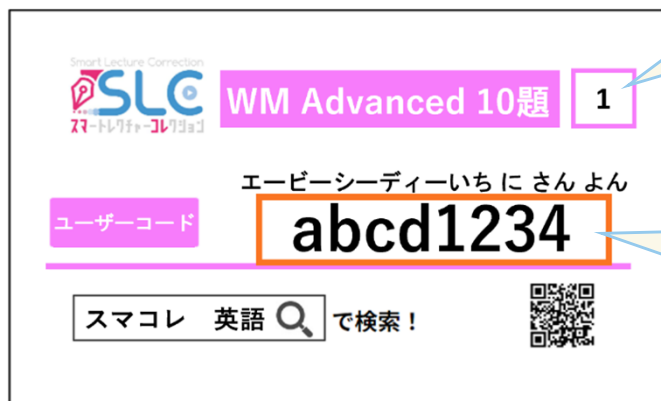 Smart Lecture Correction
SLC
スマートレクチャーコレクション
WM Advanced 10題
1
エービーシーディーいち に さん よん
ユーザーコード
abcd1234
スマコレ 英語 で検索！